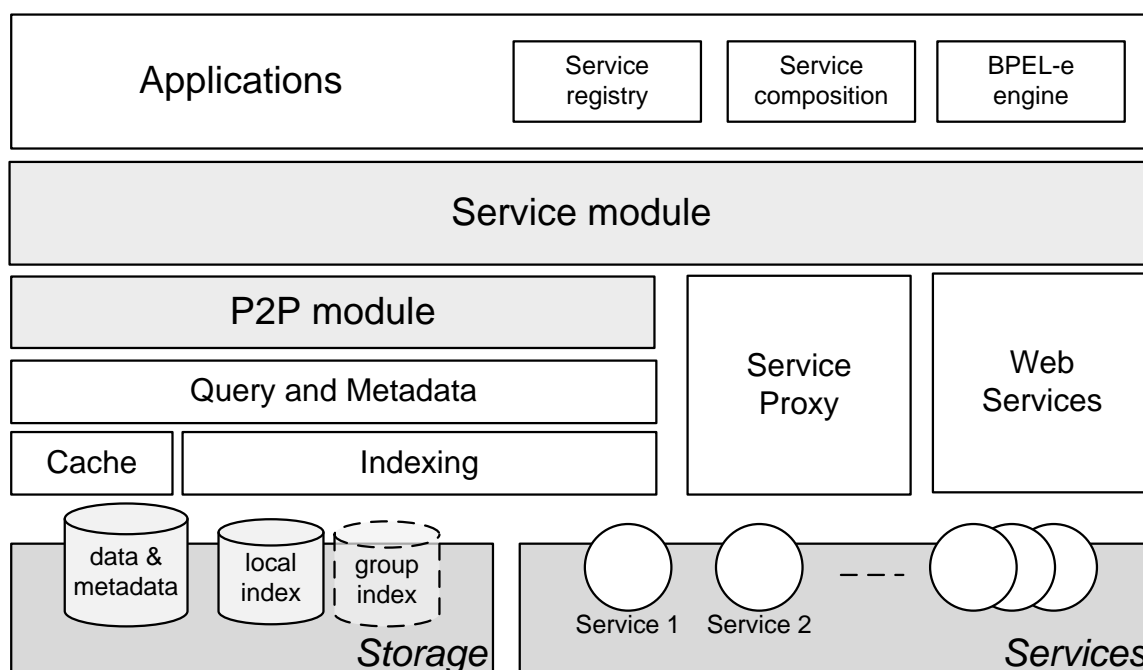 Applications
Service
registry
Service
composition
BPEL-e
engine
Service module
P2P module
Service
Proxy
Web
Services
Query and Metadata
Cache
Indexing
data &
metadata
local
index
group
index
Service 1
Service 2
Storage
Services